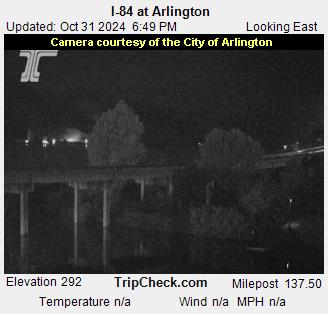 I-84 at Arlington
Updated: Oct 31 2024 6:49 PM Looking East
Camera courtesy of the City of Arlington
Elevation 292 TripCheck.com Milepost 137.50
Temperature n/a Wind n/a MPH n/a